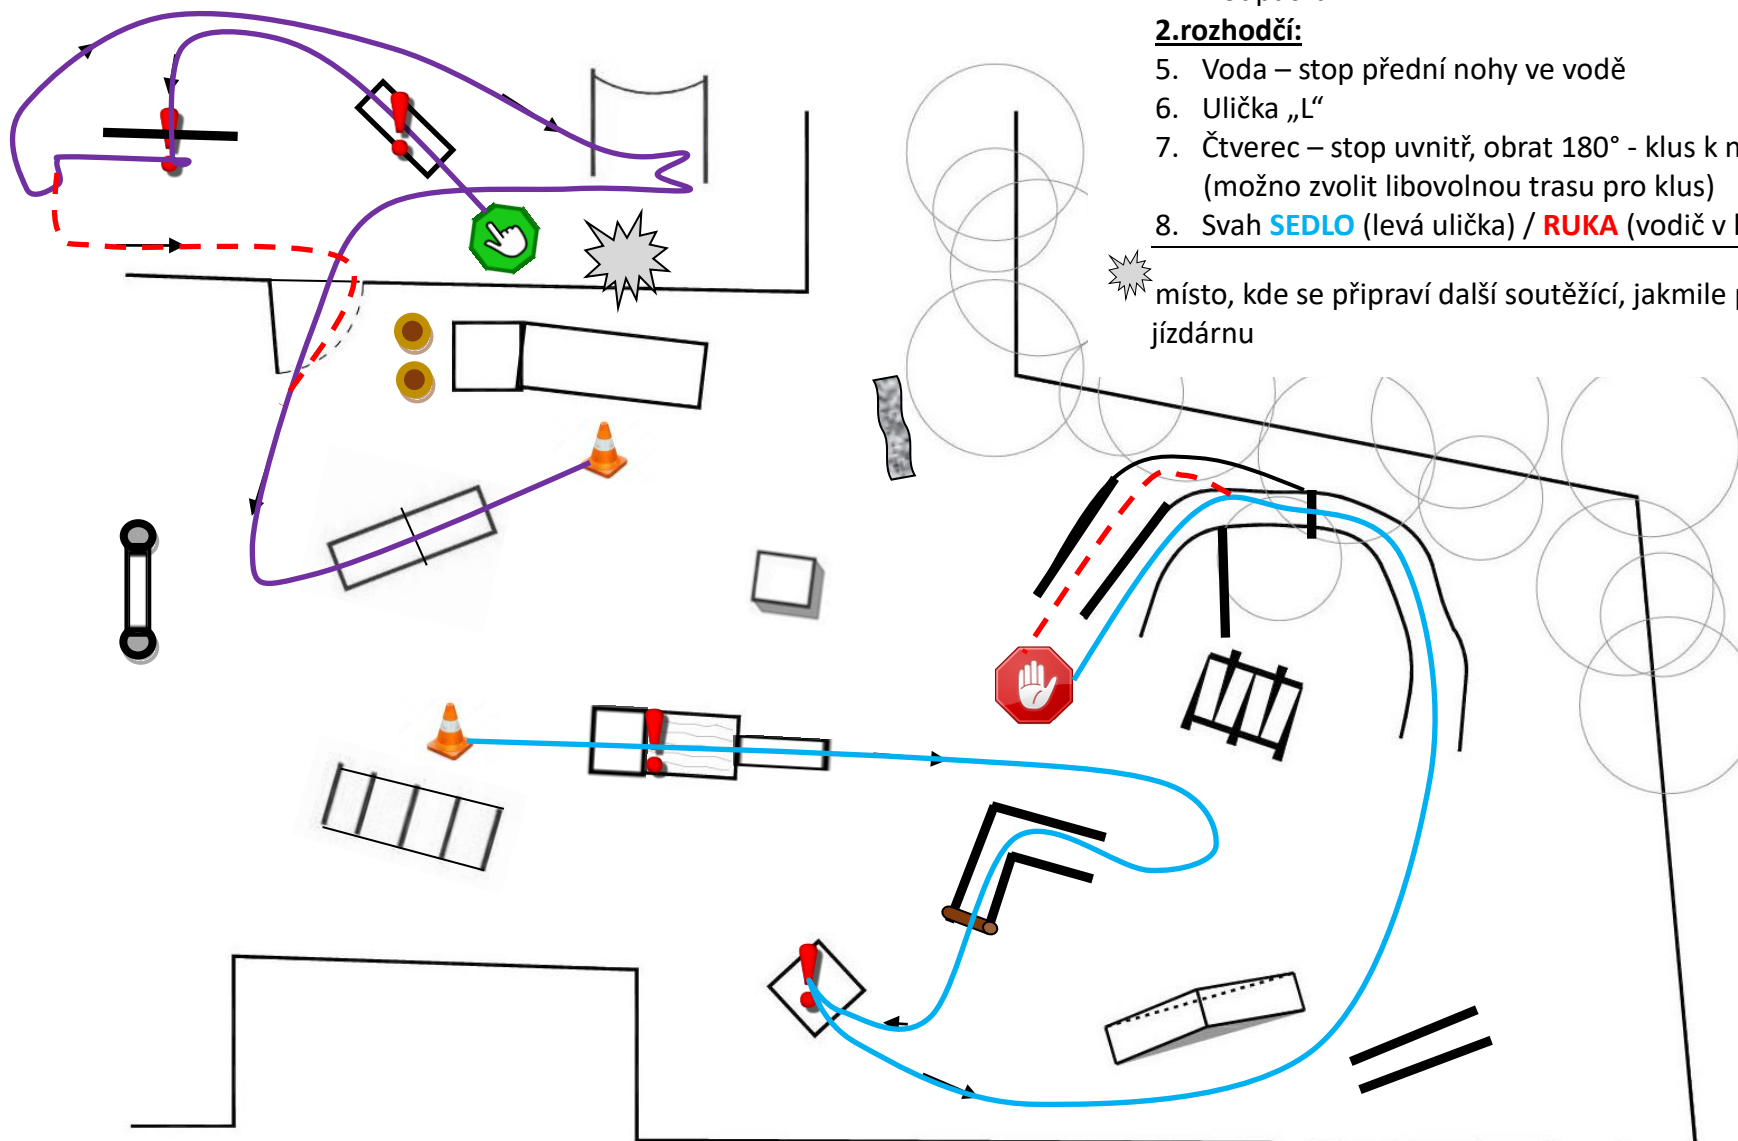 2.rozhodčí:
5. Voda – stop přední nohy ve vodě
6. Ulička „L“
7. Čtverec – stop uvnitř, obrat 180° - klus k
(možno zvolit libovolnou trasu pro klus)
8. Svah SEDLO (levá ulička) / RUKA (vodič v
místo, kde se připraví další soutěžící, jakmile
jízdárnu